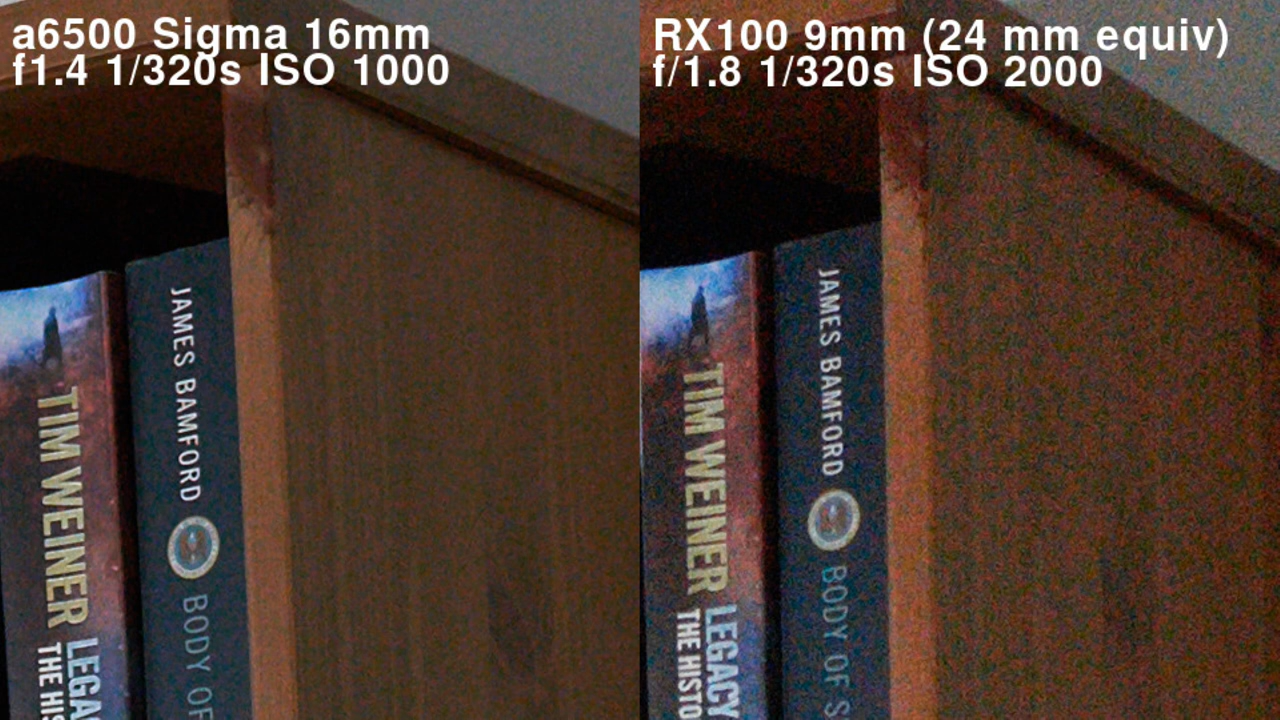 a6500 Sigma 16mm
f1.4 1/320s ISO 1000
RX100 9mm (24 mm equiv)
f/1.8 1/320s ISO 2000
TIM WEINER
LEGA
THE HIS
JAMES BAMFORD
BODY OF
TIM WEINER
LEGACY
THE HISTO
JAMES BAMFORD
BODY OF S